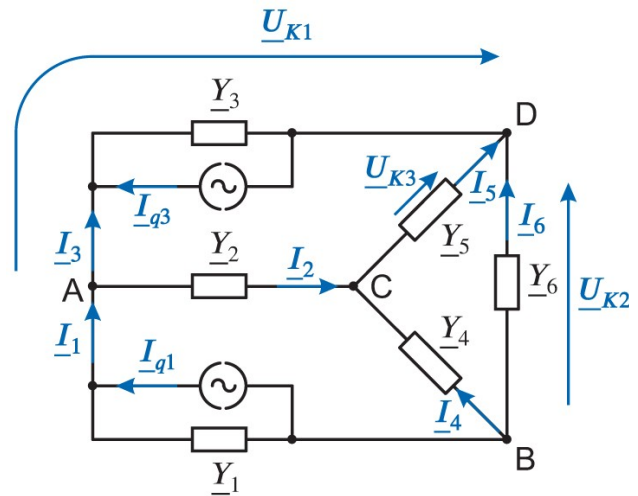 U_K1
Y_3
D
I_q3
U_K3
I_5
I_3
Y_2
I_2
Y_5
I_6
A
C
Y_6
U_K2
I_1
I_q1
Y_4
I_4
B
Y_1